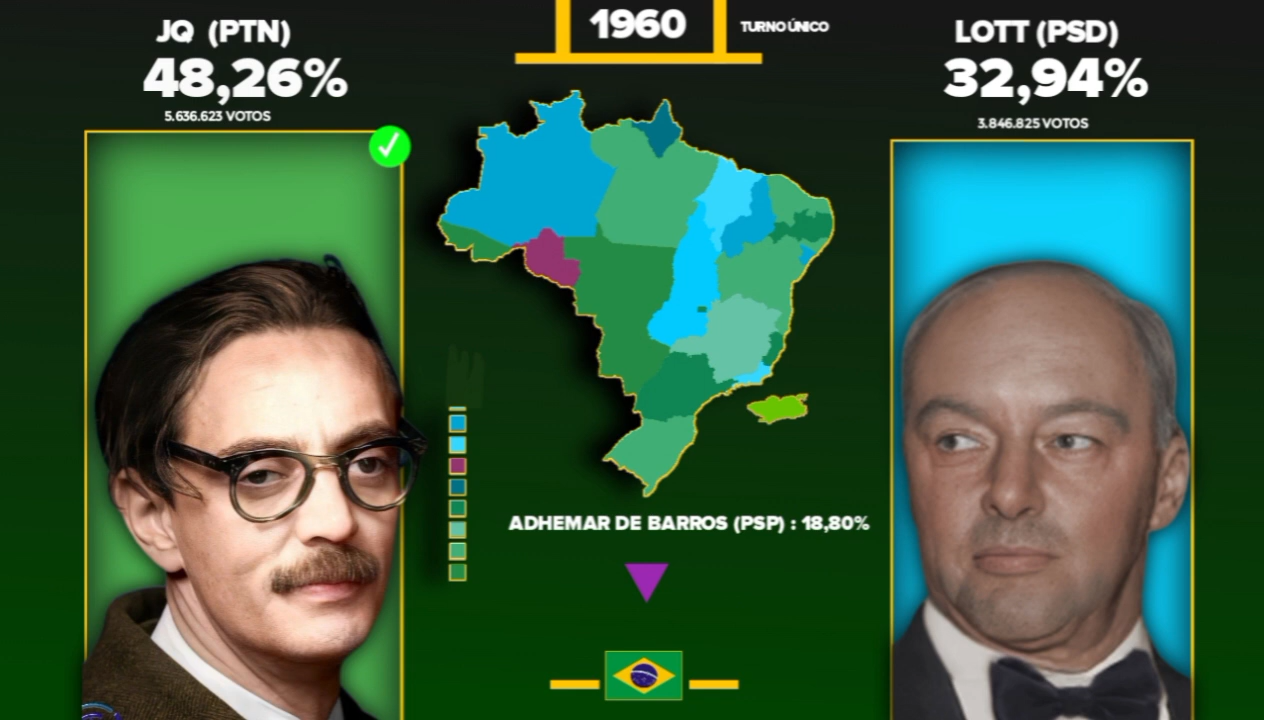 JQ (PTN)
48,26%
5.636.623 VOTOS
1960
TURNO ÚNICO
LOTT (PSD)
32,94%
3.846.825 VOTOS
ADHEMAR DE BARROS (PSP) : 18,80%